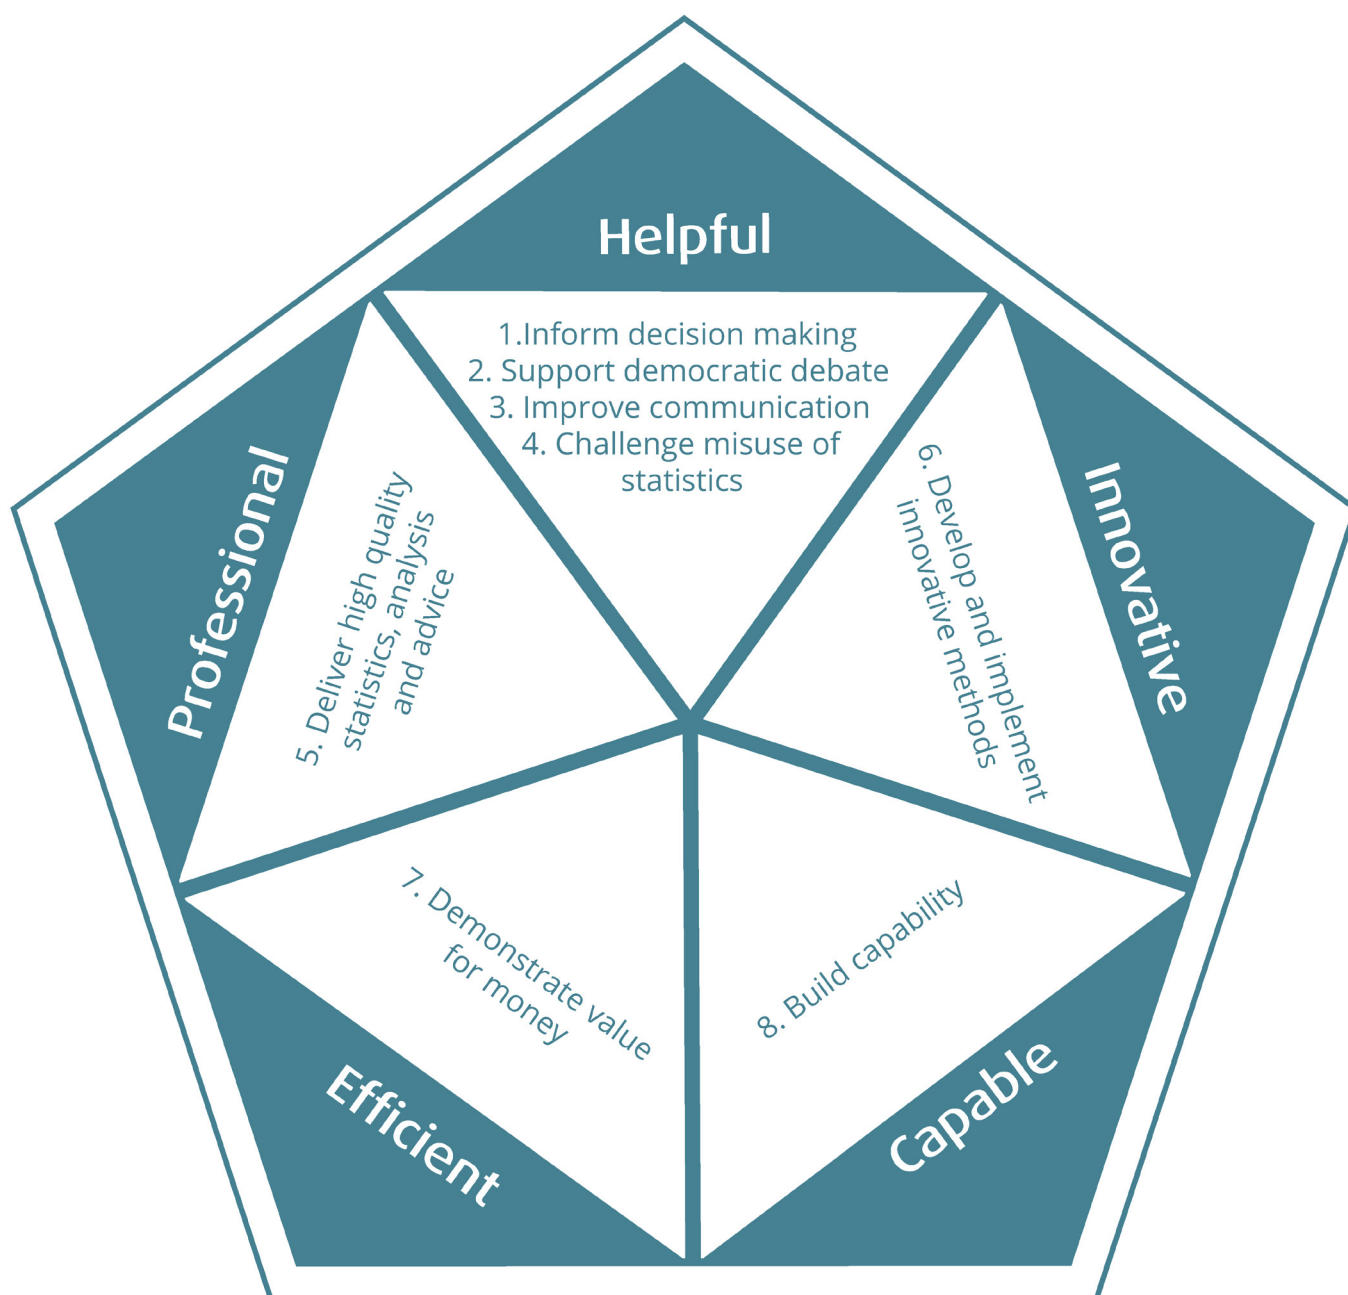 Helpful
1.Inform decision making
2. Support democratic debate
3. Improve communication
4. Challenge misuse of
statistics
Professional
5. Deliver high quality
statistics, analysis
and advice
Innovative
6. Develop and implement
innovative methods
Efficient
7. Demonstrate value
for money
Capable
8. Build capability